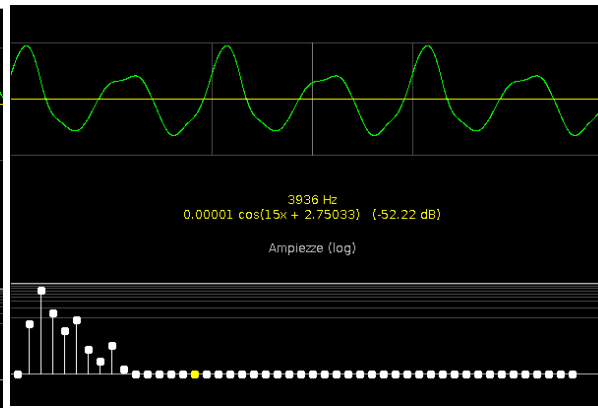 3936 Hz
0.00001 cos(15x + 2.75033) (-52.22 dB)
Ampiezze (log)